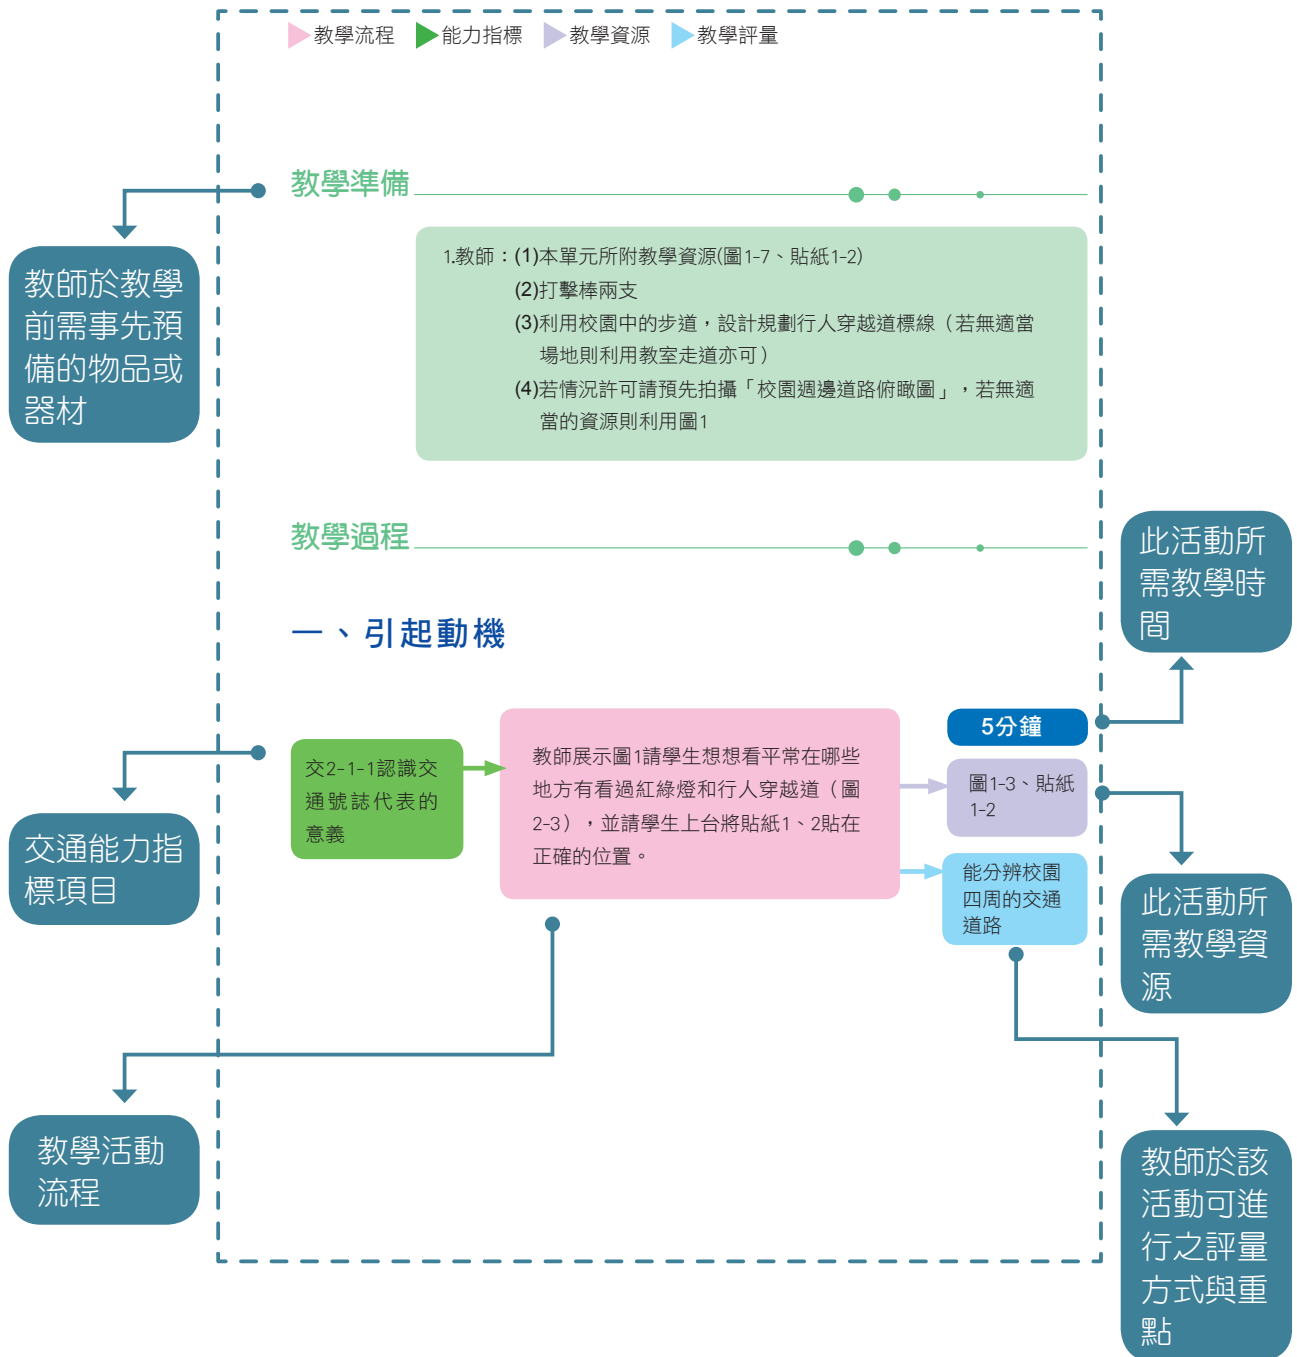 教學流程 能力指標 教學資源 教學評量
教學準備
教師於教學
前需事先預
備的物品或
器材
1.教師：(1)本單元所附教學資源(圖1-7、貼紙1-2)
(2)打擊棒兩支
(3)利用校園中的步道，設計規劃行人穿越道標線（若無適當
場地則利用教室走道亦可）
(4)若情況許可請預先拍攝「校園週邊道路俯瞰圖」，若無適
當的資源則利用圖1
教學過程
此活動所
需教學時
間
一、引起動機
交2-1-1認識交
通號誌代表的
意義
教師展示圖1請學生想想看平常在哪些
地方有看過紅綠燈和行人穿越道（圖
2-3），並請學生上台將貼紙1、2貼在
正確的位置。
5分鐘
圖1-3、貼紙
1-2
能分辨校園
四周的交通
道路
交通能力指
標項目
此活動所
需教學資
源
教學活動
流程
教師於該
活動可進
行之評量
方式與重
點